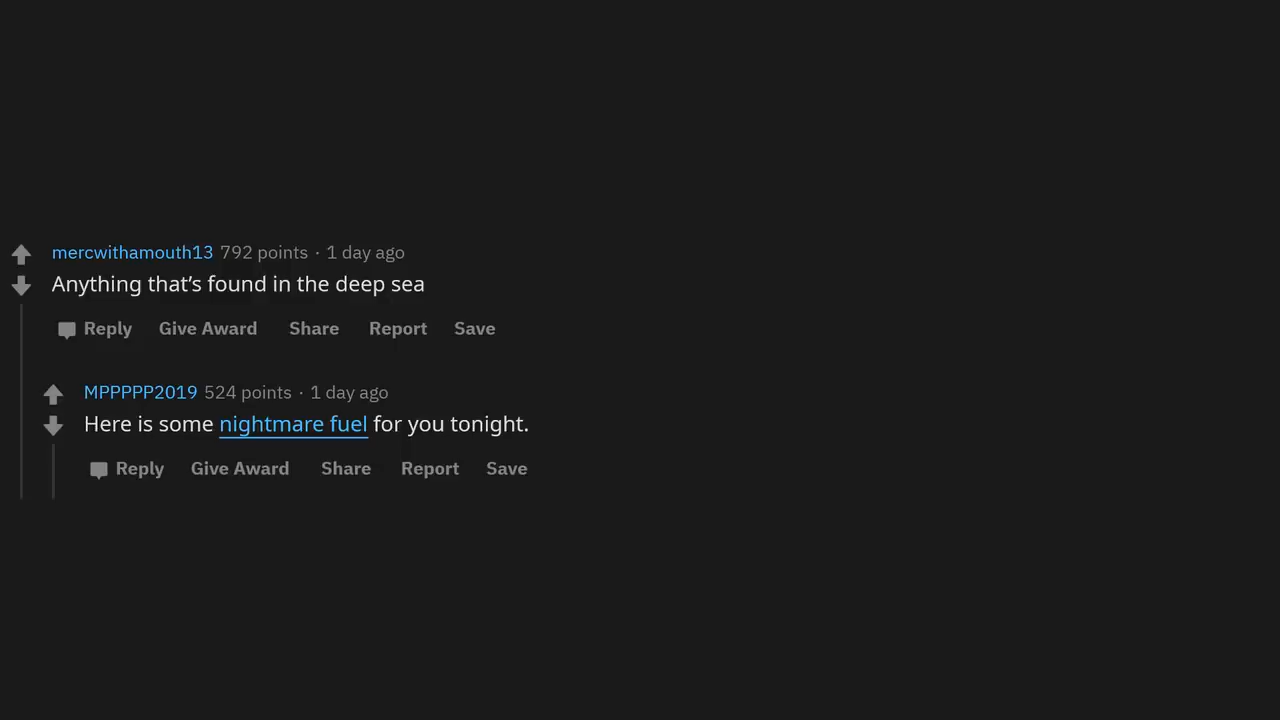 mercwithamouth13 792 points · 1 day ago
Anything that’s found in the deep sea
Reply Give Award Share Report Save
MPPPPP2019 524 points · 1 day ago
Here is some nightmare fuel for you tonight.
Reply Give Award Share Report Save